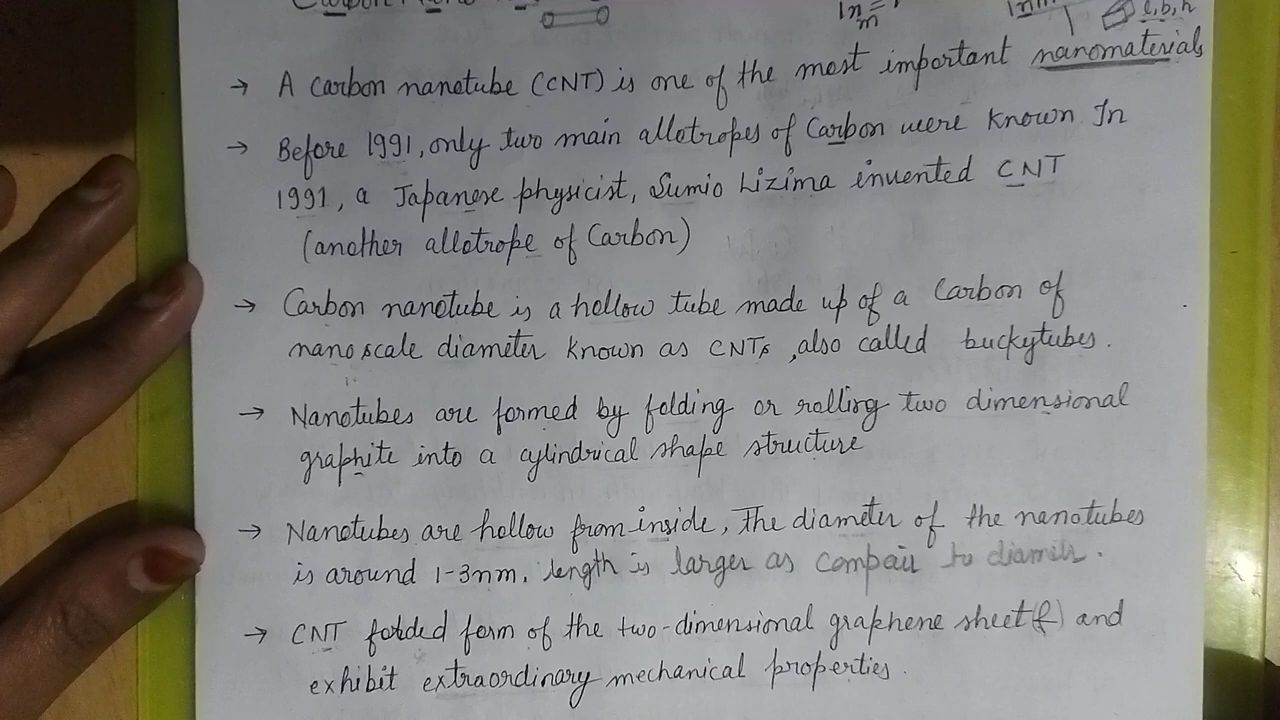 Carbon Nano
1n = 1
m
1nm
l, b, h
→ A carbon nanotube (CNT) is one of the most important nanomaterials
→ Before 1991, only two main allotropes of Carbon were known In
1991, a Japanese physicist, Sumio Lizima invented CNT
(another allotrope of Carbon)
→ Carbon nanotube is a hollow tube made up of a Carbon of
nano scale diameter known as CNTs, also called buckytubes.
→ Nanotubes are formed by folding or rolling two dimensional
graphite into a cylindrical shape structure
→ Nanotubes are hollow from inside, The diameter of the nanotubes
is around 1-3nm. length is larger as compair to diameter.
→ CNT folded form of the two-dimensional graphene sheet(f) and
exhibit extraordinary mechanical properties.